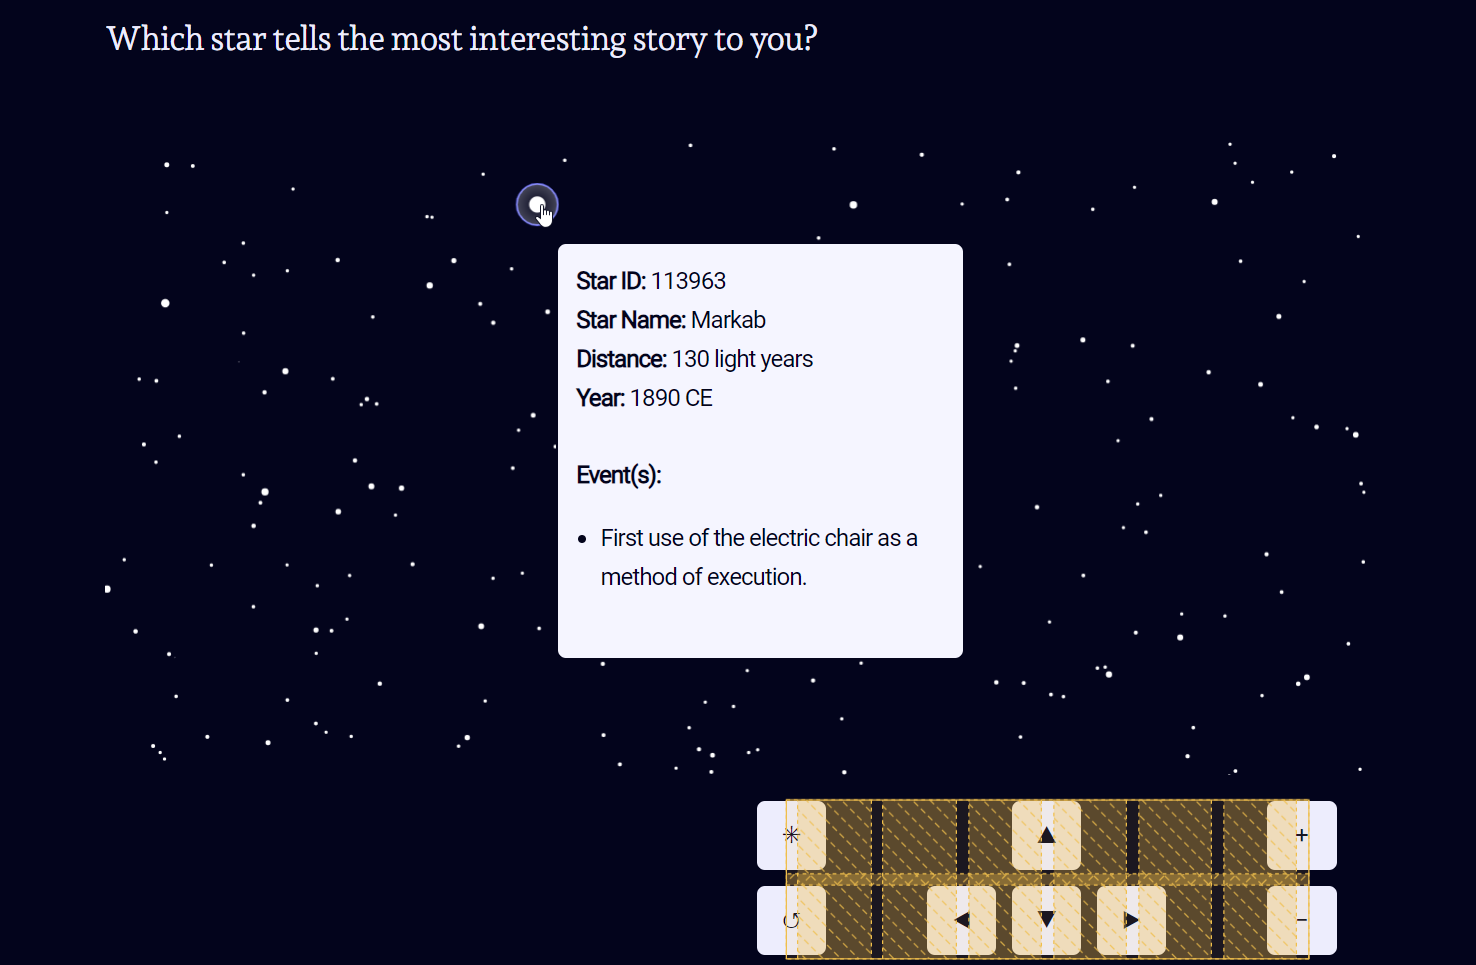 Which star tells the most interesting story to you?
Star ID: 113963
Star Name: Markab
Distance: 130 light years
Year: 1890 CE
Event(s):
• First use of the electric chair as a
method of execution.
✳ ▲ +
↺ ◀ ▼ ▶ −